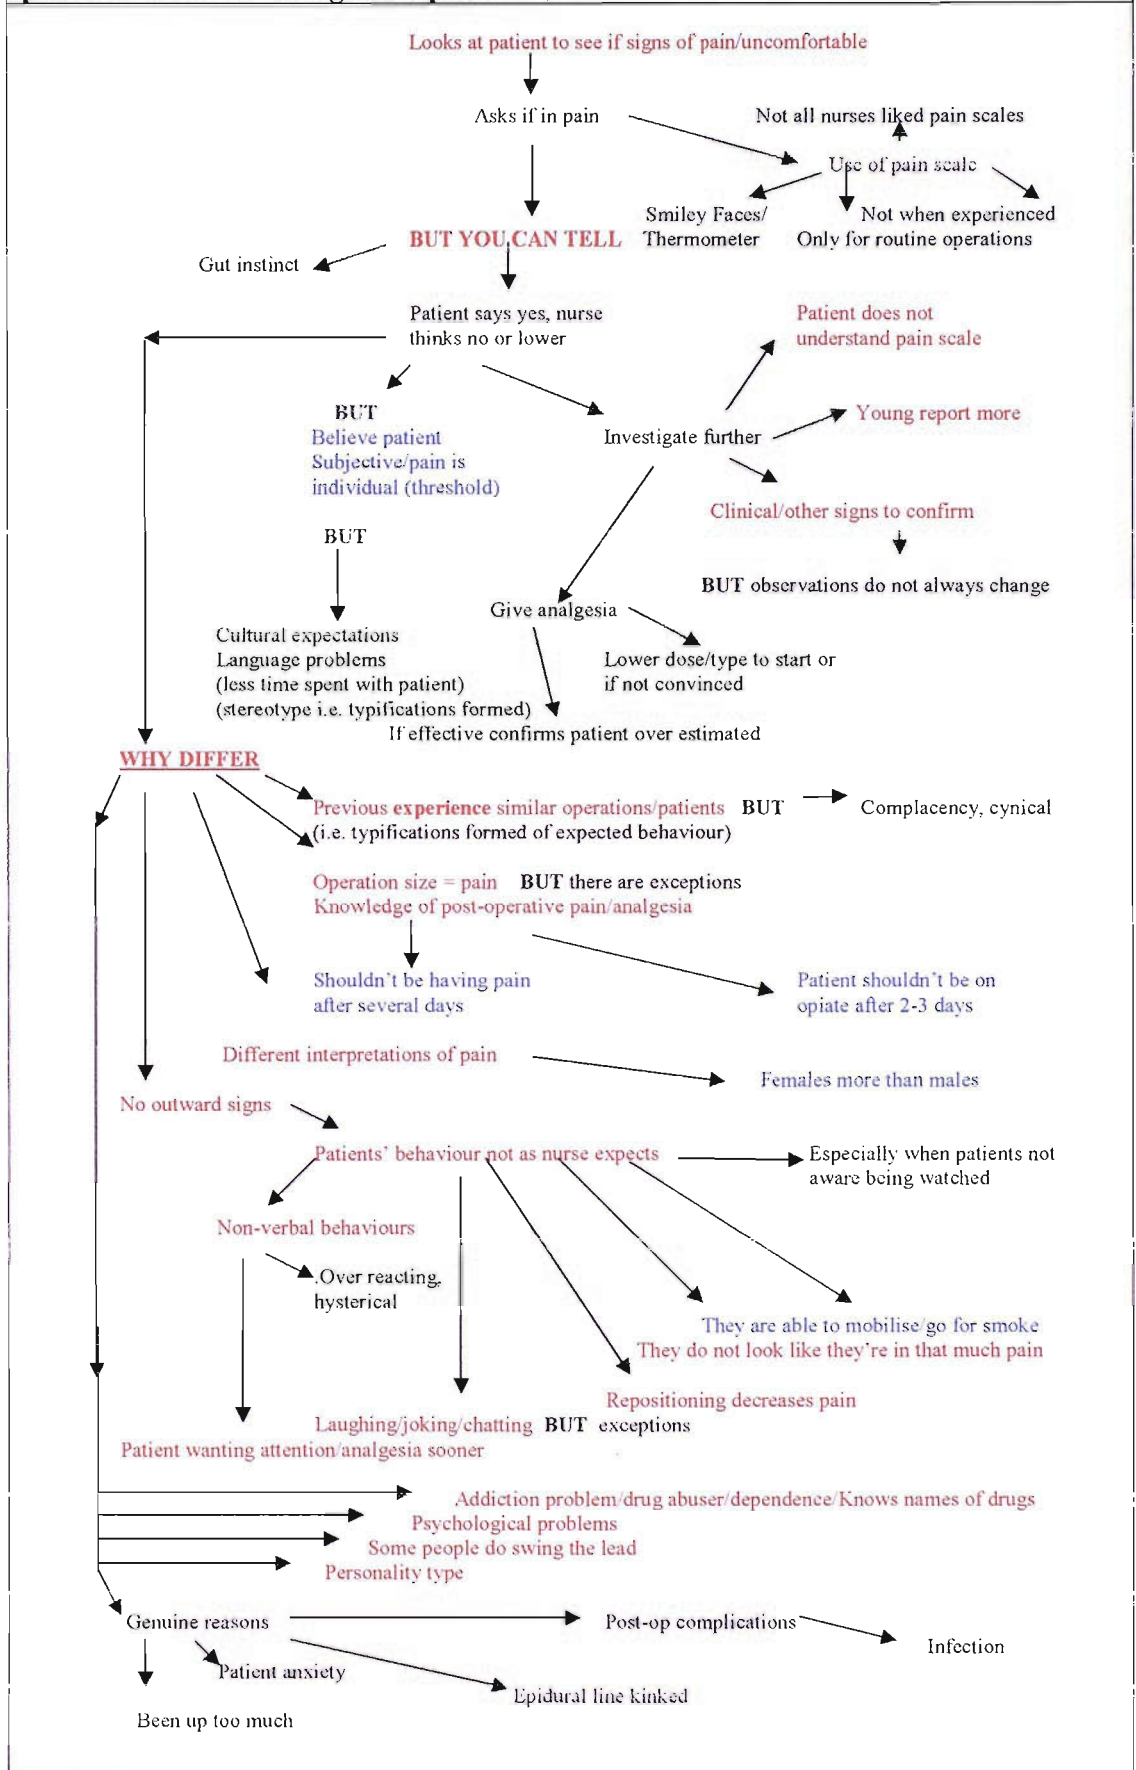 Looks at patient to see if signs of pain/uncomfortable
Asks if in pain
Not all nurses liked pain scales
Use of pain scale
Smiley Faces/
Thermometer
Not when experienced
Only for routine operations
BUT YOU CAN TELL
Gut instinct
Patient says yes, nurse
thinks no or lower
Patient does not
understand pain scale
BUT
Believe patient
Subjective/pain is
individual (threshold)
Investigate further
Young report more
Clinical/other signs to confirm
BUT
BUT observations do not always change
Give analgesia
Cultural expectations
Language problems
(less time spent with patient)
(stereotype i.e. typifications formed)
Lower dose/type to start or
if not convinced
If effective confirms patient over estimated
WHY DIFFER
Previous experience similar operations/patients BUT
Complacency, cynical
(i.e. typifications formed of expected behaviour)
Operation size = pain BUT there are exceptions
Knowledge of post-operative pain/analgesia
Shouldn't be having pain
after several days
Patient shouldn't be on
opiate after 2-3 days
Different interpretations of pain
Females more than males
No outward signs
Patients' behaviour not as nurse expects
Especially when patients not
aware being watched
Non-verbal behaviours
.Over reacting,
hysterical
They are able to mobilise/go for smoke
They do not look like they're in that much pain
Repositioning decreases pain
Laughing/joking/chatting BUT exceptions
Patient wanting attention/analgesia sooner
Addiction problem/drug abuser/dependence/Knows names of drugs
Psychological problems
Some people do swing the lead
Personality type
Genuine reasons
Post-op complications
Infection
Patient anxiety
Epidural line kinked
Been up too much